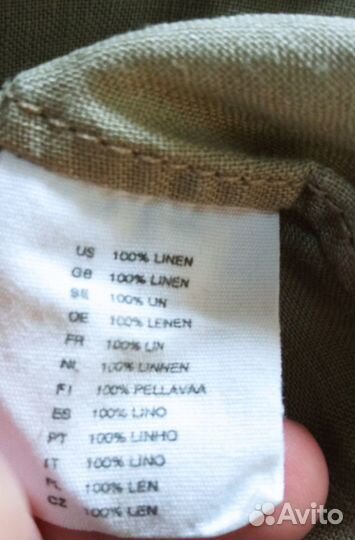 US 100% LINEN
GB 100% LINEN
SE 100% LIN
DE 100% LEINEN
FR 100% LIN
NL 100% LINNEN
FI 100% PELLAVAA
ES 100% LINO
PT 100% LINHO
IT 100% LINO
PL 100% LEN
CZ 100% LEN
Avito